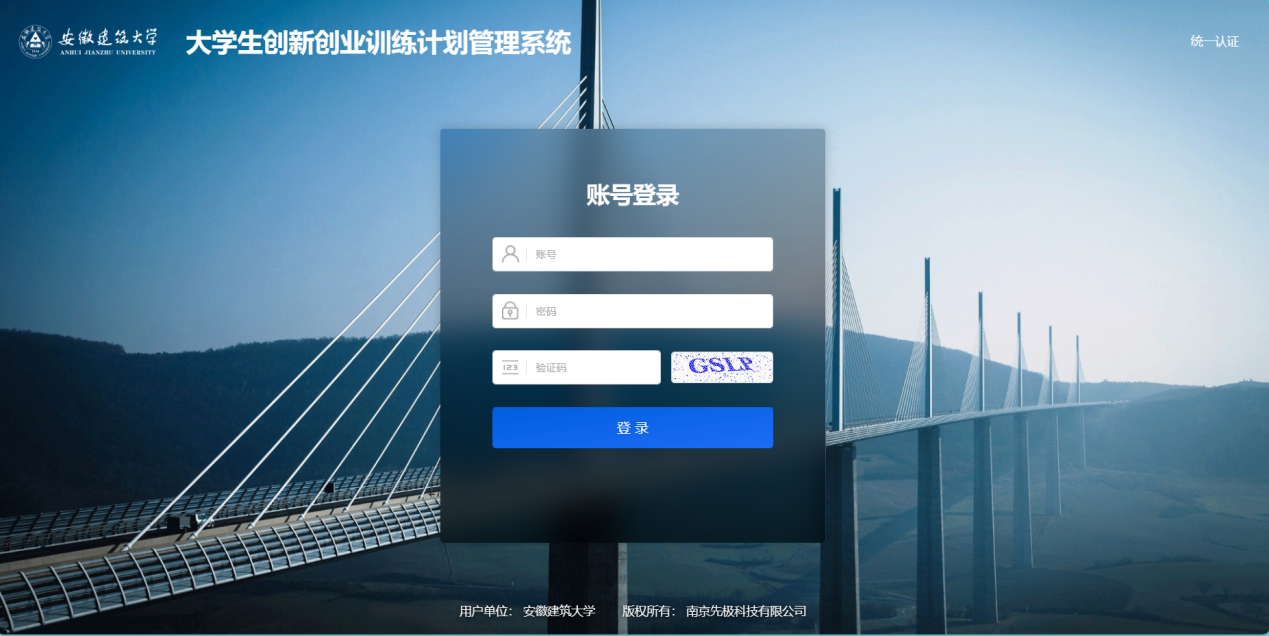 安徽建筑大学
ANHUI JIANZHU UNIVERSITY
大学生创新创业训练计划管理系统
统一认证
账号登录
账号
密码
123
验证码
GSLP
登 录
用户单位： 安徽建筑大学 版权所有： 南京先极科技有限公司